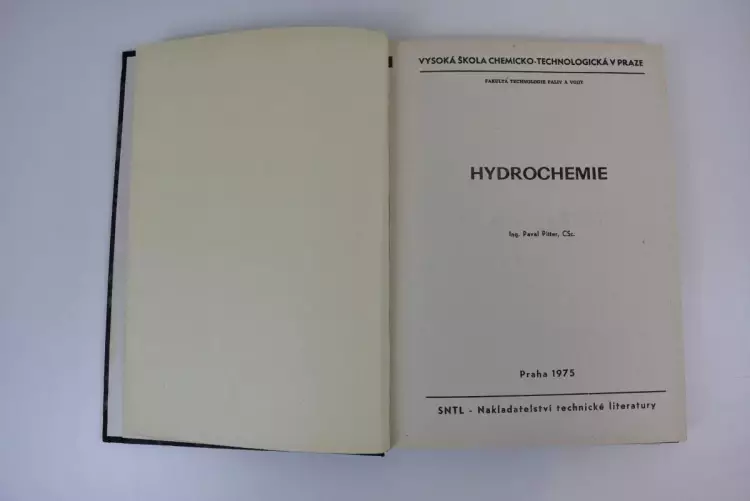 VYSOKÁ ŠKOLA CHEMICKO-TECHNOLOGICKÁ V PRAZE
FAKULTA TECHNOLOGIE PALIV A VODY
HYDROCHEMIE
Ing. Pavel Pitter, CSc.
Praha 1975
SNTL - Nakladatelství technické literatury